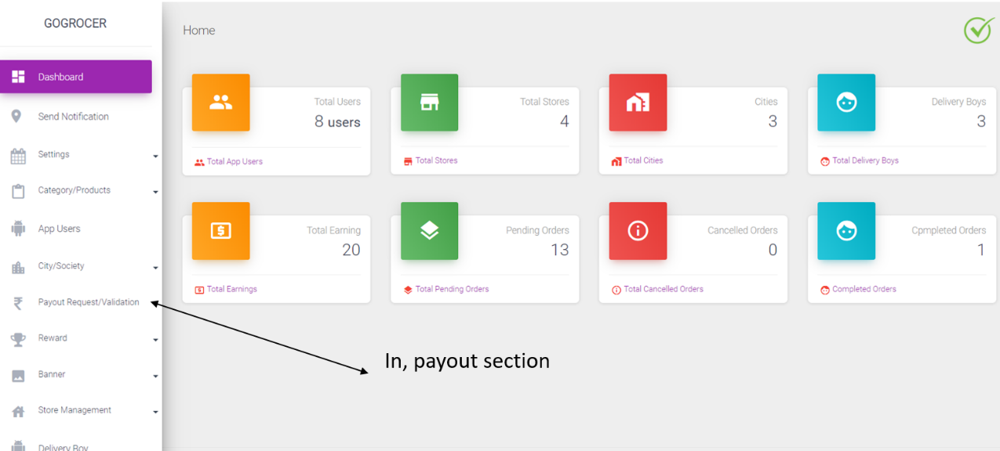 GOGROCER
Dashboard
Send Notification
Settings
Category/Products
App Users
City/Society
Payout Request/Validation
Reward
Banner
Store Management
Delivery Boy
Home
Total Users
8 users
Total App Users
Total Stores
4
Total Stores
Cities
3
Total Cities
Delivery Boys
3
Total Delivery Boys
Total Earning
20
Total Earnings
Pending Orders
13
Total Pending Orders
Cancelled Orders
0
Total Cancelled Orders
Cpmpleted Orders
1
Completed Orders
In, payout section